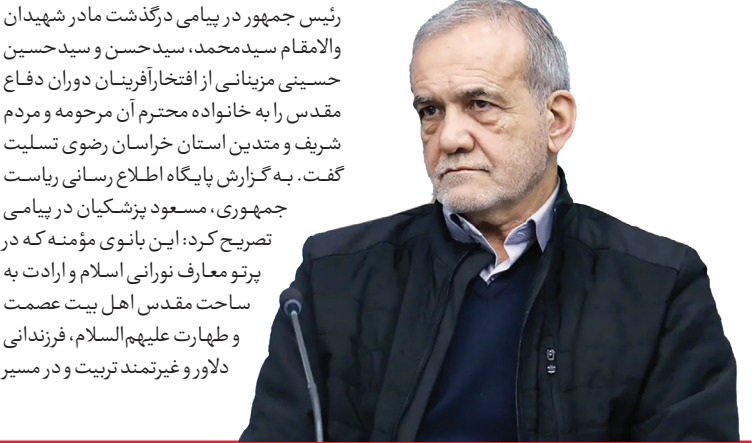 رئیس جمهور در پیامی درگذشت مادر شهیدان
والامقام سیدمحمد، سیدحسن و سیدحسین
حسینی مزینانی از افتخارآفرینان دوران دفاع
مقدس را به خانواده محترم آن مرحومه و مردم
شریف و متدین استان خراسان رضوی تسلیت
گفت. به گزارش پایگاه اطلاع رسانی ریاست
جمهوری، مسعود پزشکیان در پیامی
تصریح کرد: این بانوی مؤمنه که در
پرتو معارف نورانی اسلام و ارادت به
ساحت مقدس اهل بیت عصمت
و طهارت علیهم‌السلام، فرزندانی
دلاور و غیرتمند تربیت و در مسیر